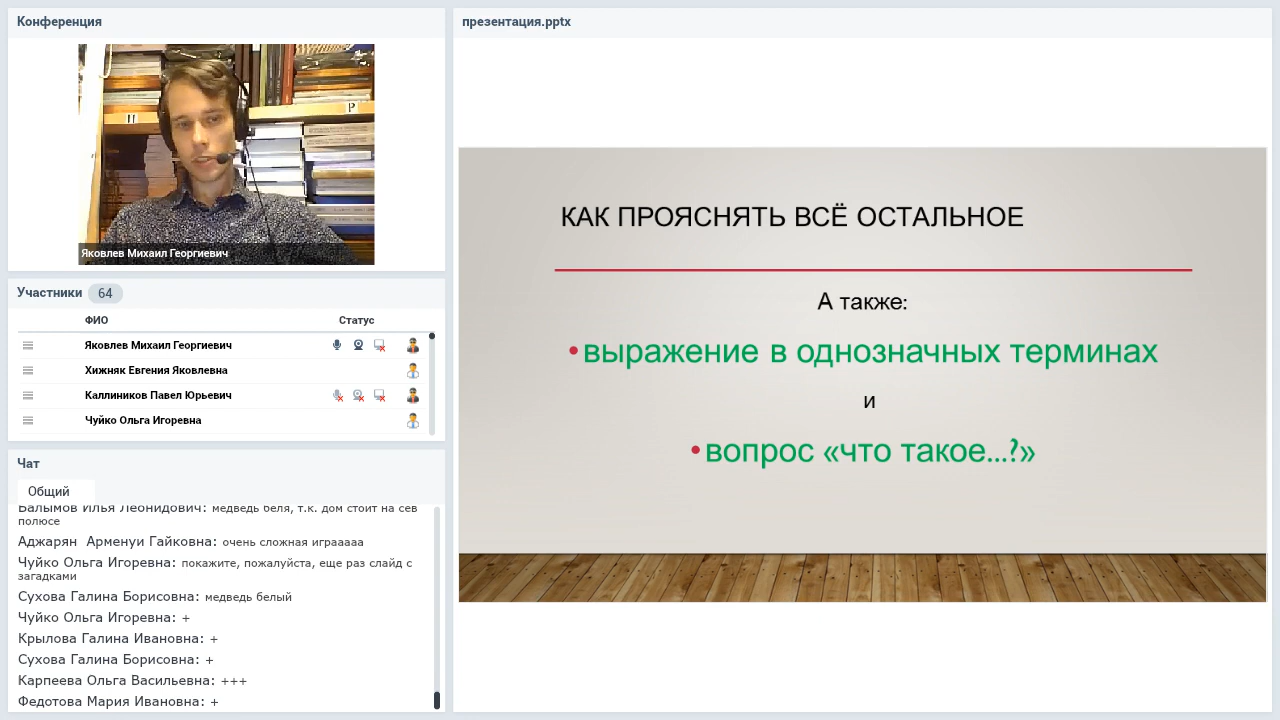 Конференция
И
Р
Яковлев Михаил Георгиевич
Участники 64
ФИО Статус
Яковлев Михаил Георгиевич
Хижняк Евгения Яковлевна
Каллиников Павел Юрьевич
Чуйко Ольга Игоревна
Чат
Общий
Балымов Илья Леонидович: медведь беля, т.к. дом стоит на сев
полюсе
Аджарян Арменуи Гайковна: очень сложная играаааа
Чуйко Ольга Игоревна: покажите, пожалуйста, еще раз слайд с
загадками
Сухова Галина Борисовна: медведь белый
Чуйко Ольга Игоревна: +
Крылова Галина Ивановна: +
Сухова Галина Борисовна: +
Карпеева Ольга Васильевна: +++
Федотова Мария Ивановна: +
презентация.pptx
КАК ПРОЯСНЯТЬ ВСЁ ОСТАЛЬНОЕ
А также:
•выражение в однозначных терминах
и
•вопрос «что такое...?»